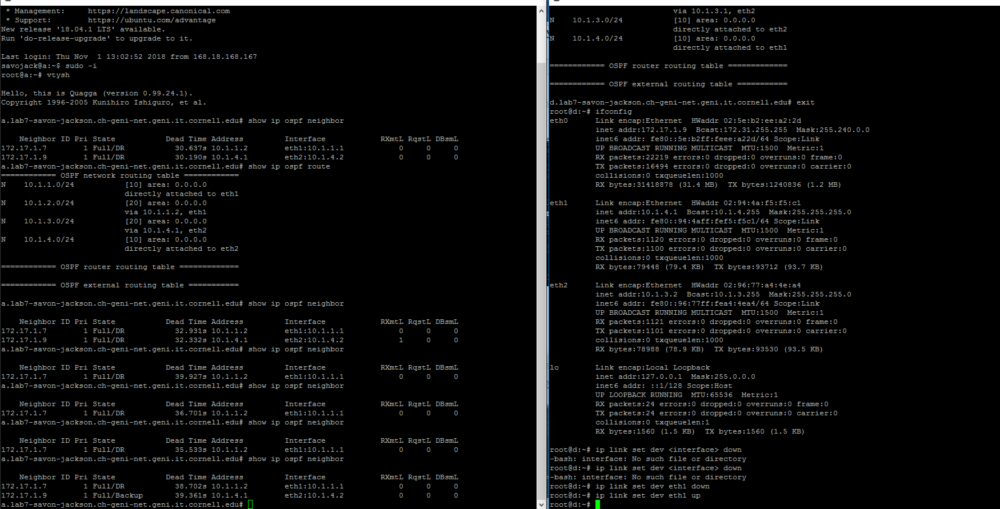 * Management:     https://landscape.canonical.com
 * Support:        https://ubuntu.com/advantage
New release '18.04.1 LTS' available.
Run 'do-release-upgrade' to upgrade to it.
Last login: Thu Nov  1 13:02:52 2018 from 168.18.168.167
savojack@a:~$ sudo -i
root@a:~# vtysh
Hello, this is Quagga (version 0.99.24.1).
Copyright 1996-2005 Kunihiro Ishiguro, et al.
a.lab7-savon-jackson.ch-geni-net.geni.it.cornell.edu# show ip ospf neighbor
    Neighbor ID Pri State           Dead Time Address         Interface            RXmtL RqstL DBsmL
172.17.1.7        1 Full/DR           30.637s 10.1.1.2        eth1:10.1.1.1            0     0     0
172.17.1.9        1 Full/DR           30.190s 10.1.4.1        eth2:10.1.4.2            0     0     0
a.lab7-savon-jackson.ch-geni-net.geni.it.cornell.edu# show ip ospf route
============ OSPF network routing table ============
N    10.1.1.0/24           [10] area: 0.0.0.0
                           directly attached to eth1
N    10.1.2.0/24           [20] area: 0.0.0.0
                           via 10.1.1.2, eth1
N    10.1.3.0/24           [20] area: 0.0.0.0
                           via 10.1.4.1, eth2
N    10.1.4.0/24           [10] area: 0.0.0.0
                           directly attached to eth2
============ OSPF router routing table =============
============ OSPF external routing table ===========
a.lab7-savon-jackson.ch-geni-net.geni.it.cornell.edu# show ip ospf neighbor
    Neighbor ID Pri State           Dead Time Address         Interface            RXmtL RqstL DBsmL
172.17.1.7        1 Full/DR           32.931s 10.1.1.2        eth1:10.1.1.1            0     0     0
172.17.1.9        1 Full/DR           32.332s 10.1.4.1        eth2:10.1.4.2            1     0     0
a.lab7-savon-jackson.ch-geni-net.geni.it.cornell.edu# show ip ospf neighbor
    Neighbor ID Pri State           Dead Time Address         Interface            RXmtL RqstL DBsmL
172.17.1.7        1 Full/DR           39.927s 10.1.1.2        eth1:10.1.1.1            0     0     0
a.lab7-savon-jackson.ch-geni-net.geni.it.cornell.edu# show ip ospf neighbor
    Neighbor ID Pri State           Dead Time Address         Interface            RXmtL RqstL DBsmL
172.17.1.7        1 Full/DR           36.701s 10.1.1.2        eth1:10.1.1.1            0     0     0
a.lab7-savon-jackson.ch-geni-net.geni.it.cornell.edu# show ip ospf neighbor
    Neighbor ID Pri State           Dead Time Address         Interface            RXmtL RqstL DBsmL
172.17.1.7        1 Full/DR           35.533s 10.1.1.2        eth1:10.1.1.1            0     0     0
a.lab7-savon-jackson.ch-geni-net.geni.it.cornell.edu# show ip ospf neighbor
    Neighbor ID Pri State           Dead Time Address         Interface            RXmtL RqstL DBsmL
172.17.1.7        1 Full/DR           38.702s 10.1.1.2        eth1:10.1.1.1            0     0     0
172.17.1.9        1 Full/Backup       39.361s 10.1.4.1        eth2:10.1.4.2            0     0     0
a.lab7-savon-jackson.ch-geni-net.geni.it.cornell.edu#
                           via 10.1.3.1, eth2
N    10.1.3.0/24           [10] area: 0.0.0.0
                           directly attached to eth2
N    10.1.4.0/24           [10] area: 0.0.0.0
                           directly attached to eth1
============ OSPF router routing table =============
============ OSPF external routing table ===========
d.lab7-savon-jackson.ch-geni-net.geni.it.cornell.edu# exit
root@d:~# ifconfig
eth0      Link encap:Ethernet  HWaddr 02:5e:b2:ee:a2:2d
          inet addr:172.17.1.9  Bcast:172.31.255.255  Mask:255.240.0.0
          inet6 addr: fe80::5e:b2ff:feee:a22d/64 Scope:Link
          UP BROADCAST RUNNING MULTICAST  MTU:1500  Metric:1
          RX packets:22219 errors:0 dropped:0 overruns:0 frame:0
          TX packets:16494 errors:0 dropped:0 overruns:0 carrier:0
          collisions:0 txqueuelen:1000
          RX bytes:31418878 (31.4 MB)  TX bytes:1240836 (1.2 MB)
eth1      Link encap:Ethernet  HWaddr 02:94:4a:f5:f5:c1
          inet addr:10.1.4.1  Bcast:10.1.4.255  Mask:255.255.255.0
          inet6 addr: fe80::94:4aff:fef5:f5c1/64 Scope:Link
          UP BROADCAST RUNNING MULTICAST  MTU:1500  Metric:1
          RX packets:1120 errors:0 dropped:0 overruns:0 frame:0
          TX packets:1100 errors:0 dropped:0 overruns:0 carrier:0
          collisions:0 txqueuelen:1000
          RX bytes:79448 (79.4 KB)  TX bytes:93712 (93.7 KB)
eth2      Link encap:Ethernet  HWaddr 02:96:77:a4:4e:a4
          inet addr:10.1.3.2  Bcast:10.1.3.255  Mask:255.255.255.0
          inet6 addr: fe80::96:77ff:fea4:4ea4/64 Scope:Link
          UP BROADCAST RUNNING MULTICAST  MTU:1500  Metric:1
          RX packets:1121 errors:0 dropped:0 overruns:0 frame:0
          TX packets:1101 errors:0 dropped:0 overruns:0 carrier:0
          collisions:0 txqueuelen:1000
          RX bytes:78988 (78.9 KB)  TX bytes:93530 (93.5 KB)
lo        Link encap:Local Loopback
          inet addr:127.0.0.1  Mask:255.0.0.0
          inet6 addr: ::1/128 Scope:Host
          UP LOOPBACK RUNNING  MTU:65536  Metric:1
          RX packets:24 errors:0 dropped:0 overruns:0 frame:0
          TX packets:24 errors:0 dropped:0 overruns:0 carrier:0
          collisions:0 txqueuelen:1
          RX bytes:1560 (1.5 KB)  TX bytes:1560 (1.5 KB)
root@d:~# ip link set dev <interface> down
-bash: interface: No such file or directory
root@d:~# ip link set dev <interface> down
-bash: interface: No such file or directory
root@d:~# ip link set dev eth1 down
root@d:~# ip link set dev eth1 up
root@d:~#